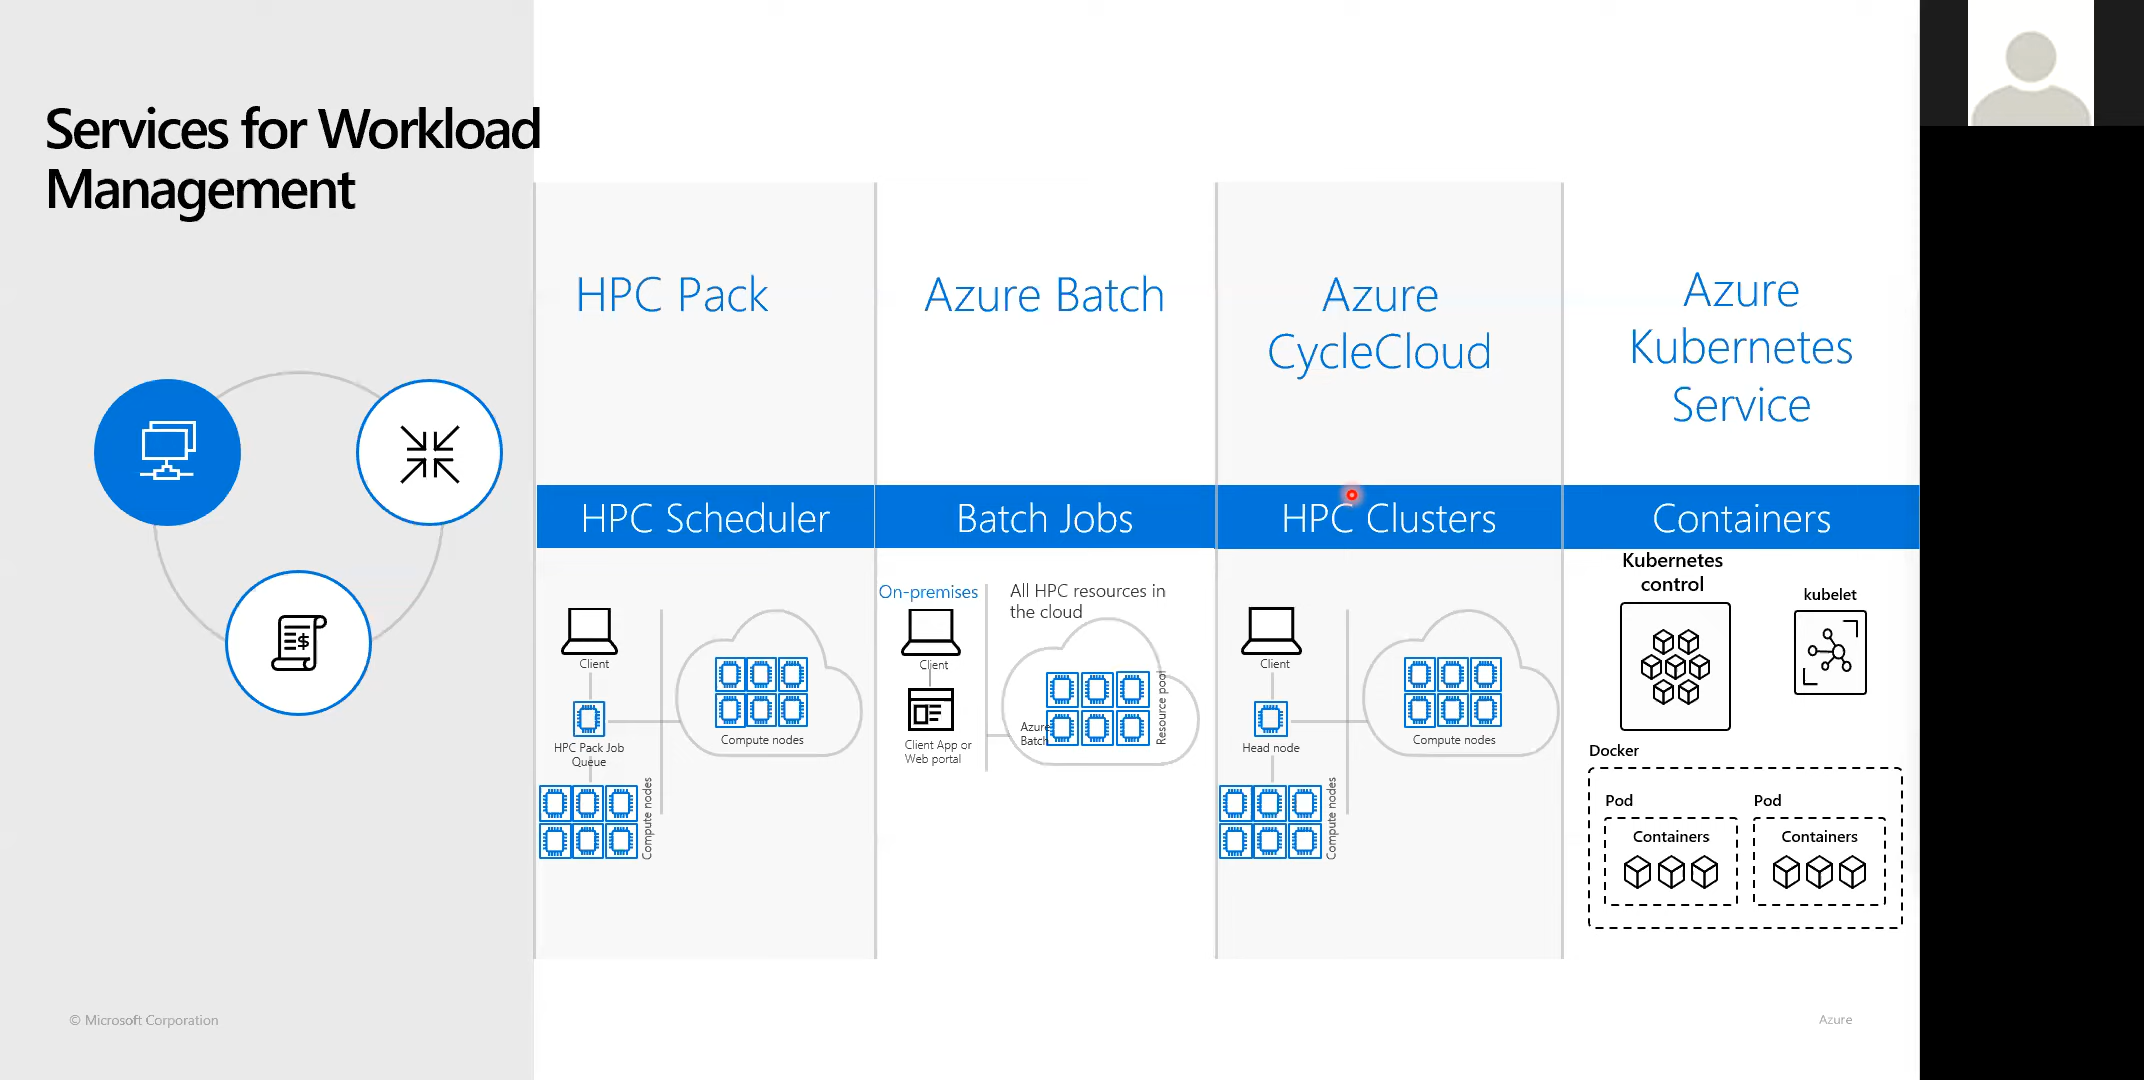 Services for Workload
Management
HPC Pack
HPC Scheduler
Client
HPC Pack Job
Queue
Compute nodes
Compute nodes
Azure Batch
Batch Jobs
On-premises
All HPC resources in
the cloud
Client
Client App or
Web portal
Azure
Batch
Resource pool
Azure
CycleCloud
HPC Clusters
Client
Head node
Compute nodes
Compute nodes
Azure
Kubernetes
Service
Containers
Kubernetes
control
kubelet
Docker
Pod
Containers
Pod
Containers
© Microsoft Corporation
Azure